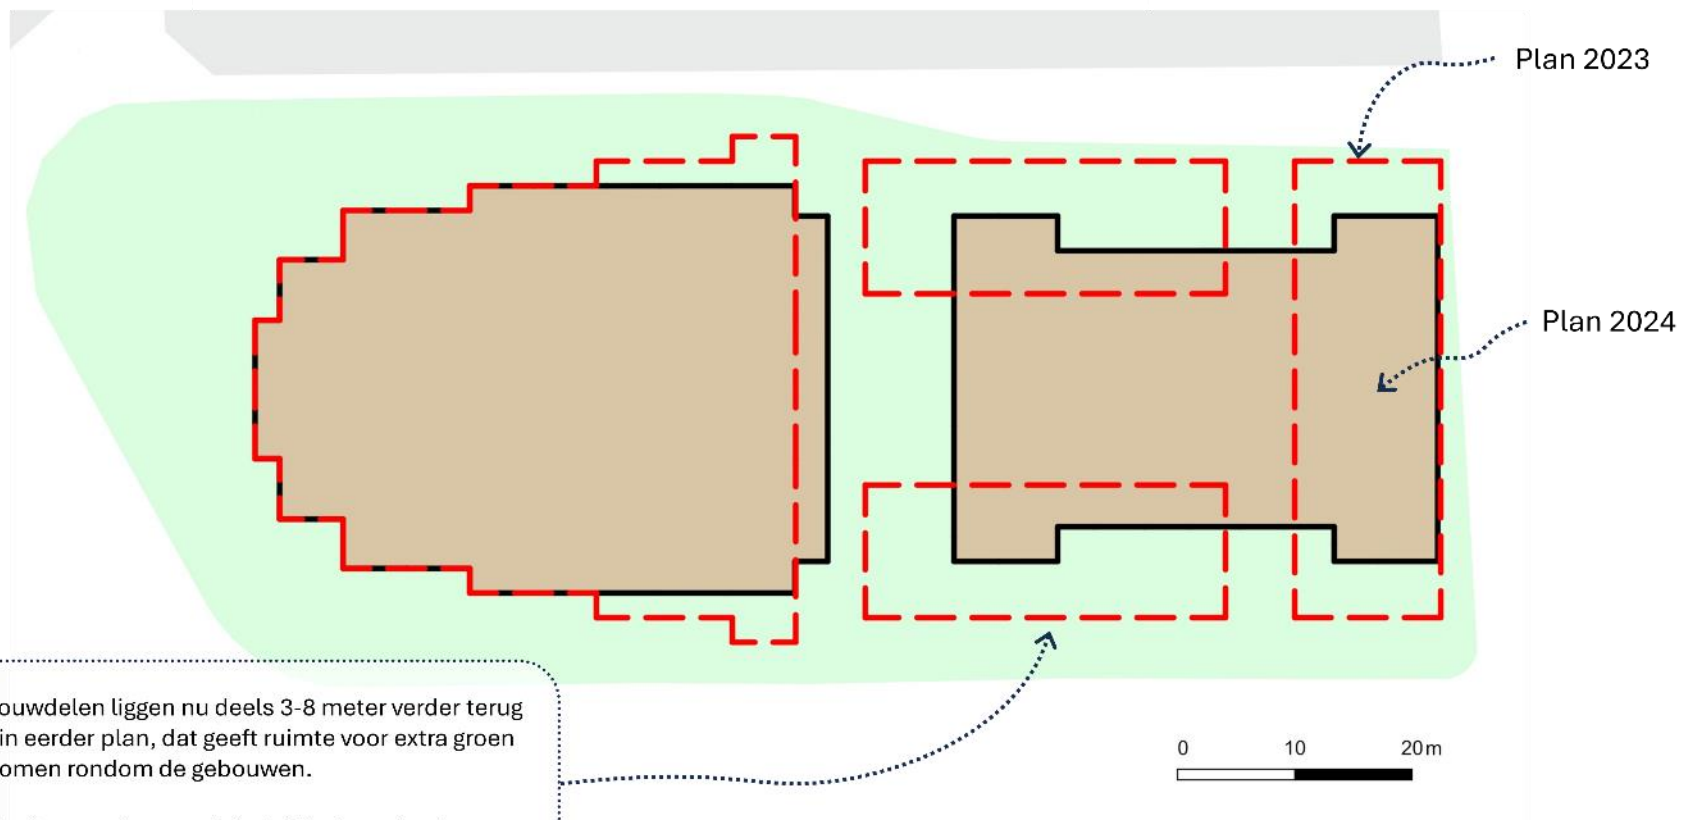 Plan 2023
Plan 2024
ouwdelen liggen nu deels 3-8 meter verder terug
in eerder plan, dat geeft ruimte voor extra groen
omen rondom de gebouwen.
0 10 20m